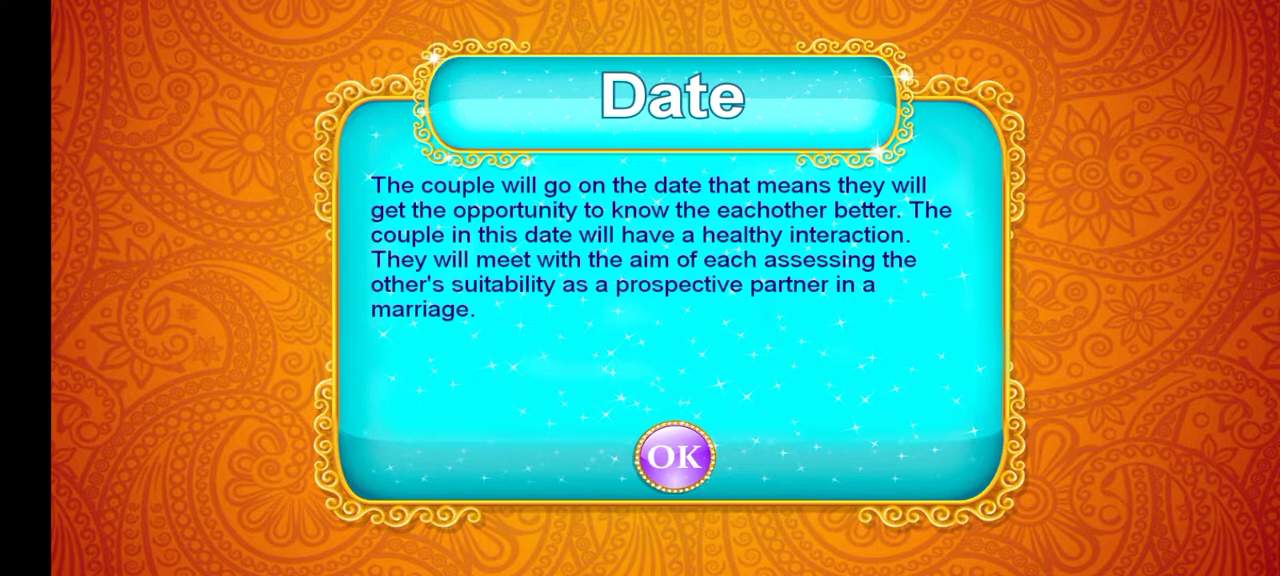 Date
The couple will go on the date that means they will
get the opportunity to know the eachother better. The
couple in this date will have a healthy interaction.
They will meet with the aim of each assessing the
other's suitability as a prospective partner in a
marriage.
OK